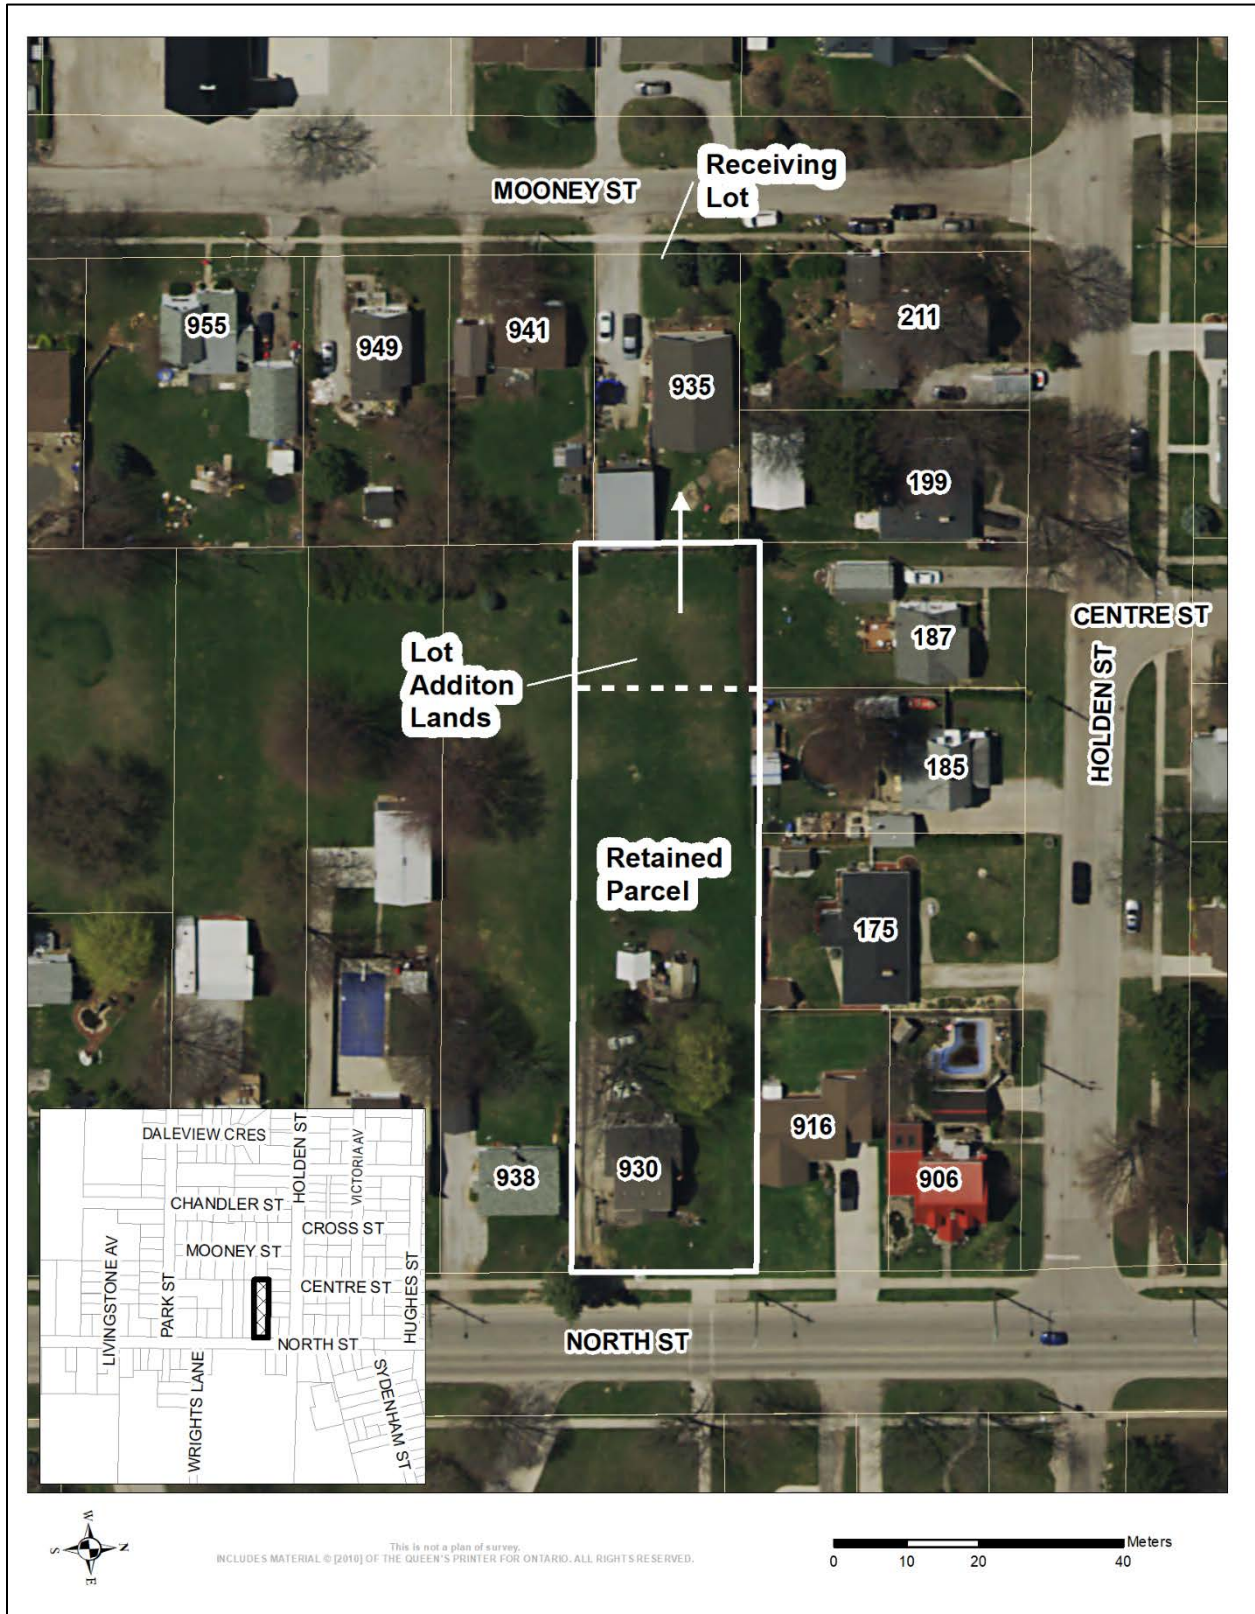 Receiving
Lot
MOONEY ST
955
949
941
935
211
199
CENTRE ST
187
Lot
Additon
Lands
HOLDEN ST
185
Retained
Parcel
175
916
938
930
906
NORTH ST
DALEVIEW CRES
HOLDEN ST
VICTORIA AV
CHANDLER ST
CROSS ST
MOONEY ST
LIVINGSTONE AV
PARK ST
CENTRE ST
HUGHES ST
NORTH ST
WRIGHTS LANE
SYDENHAM ST
W
N
S
E
This is not a plan of survey.
INCLUDES MATERIAL © [2010] OF THE QUEEN'S PRINTER FOR ONTARIO. ALL RIGHTS RESERVED.
Meters
0 10 20 40